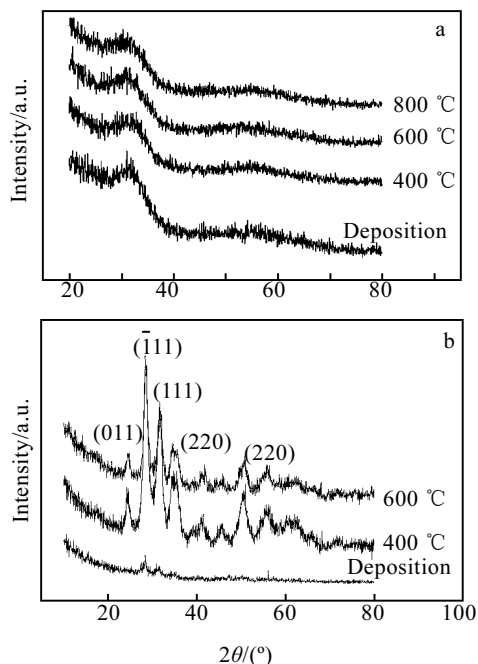 a
Intensity/a.u.
800 ℃
600 ℃
400 ℃
Deposition
20 40 60 80
b
Intensity/a.u.
(1̄11)
(111)
(011)
(220)
(220)
600 ℃
400 ℃
Deposition
20 40 60 80 100
2θ/(º)